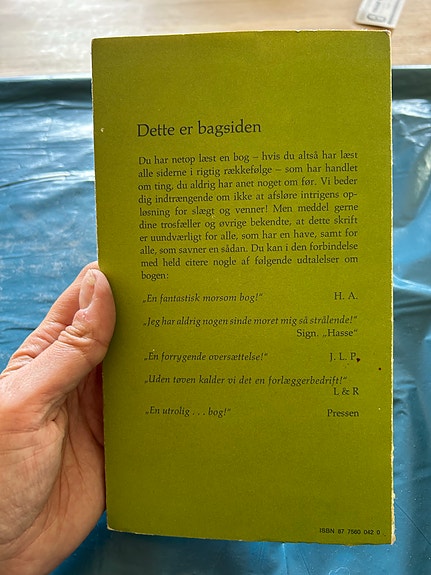 Dette er bagsiden
Du har netop læst en bog – hvis du altså har læst
alle siderne i rigtig rækkefølge – som har handlet
om ting, du aldrig har anet noget om før. Vi beder
dig indtrængende om ikke at afsløre intrigens op-
løsning for slægt og venner! Men meddel gerne
dine trosfæller og øvrige bekendte, at dette skrift
er uundværligt for alle, som har en have, samt for
alle, som savner en sådan. Du kan i den forbindelse
med held citere nogle af følgende udtalelser om
bogen:
„En fantastisk morsom bog!“ H. A.
„Jeg har aldrig nogen sinde moret mig så strålende!“
Sign. „Hasse“
„En forrygende oversættelse!“ J. L. P.
„Uden tøven kalder vi det en forlæggerbedrift!“
L & R
„En utrolig . . . bog!“ Pressen
ISBN 87 7560 042 0